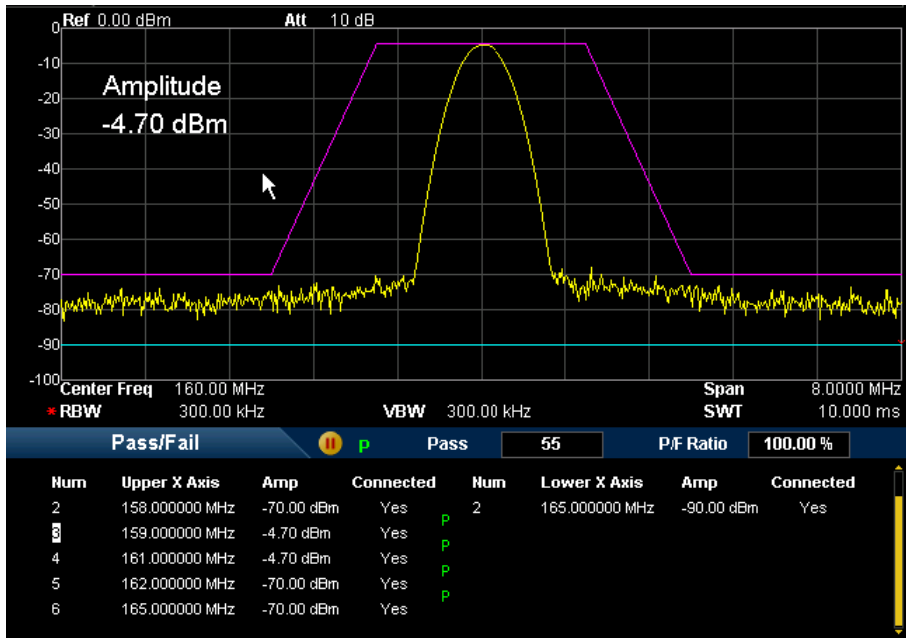 Ref 0.00 dBm Att 10 dB
0
-10
Amplitude
-20
-4.70 dBm
-30
-40
-50
-60
-70
-80
-90
-100
Center Freq 160.00 MHz Span 8.0000 MHz
* RBW 300.00 kHz VBW 300.00 kHz SWT 10.000 ms
Pass/Fail P Pass 55 P/F Ratio 100.00 %
Num Upper X Axis Amp Connected Num Lower X Axis Amp Connected
2 158.000000 MHz -70.00 dBm Yes 2 165.000000 MHz -90.00 dBm Yes
P
3 159.000000 MHz -4.70 dBm Yes
P
4 161.000000 MHz -4.70 dBm Yes
P
5 162.000000 MHz -70.00 dBm Yes
P
6 165.000000 MHz -70.00 dBm Yes